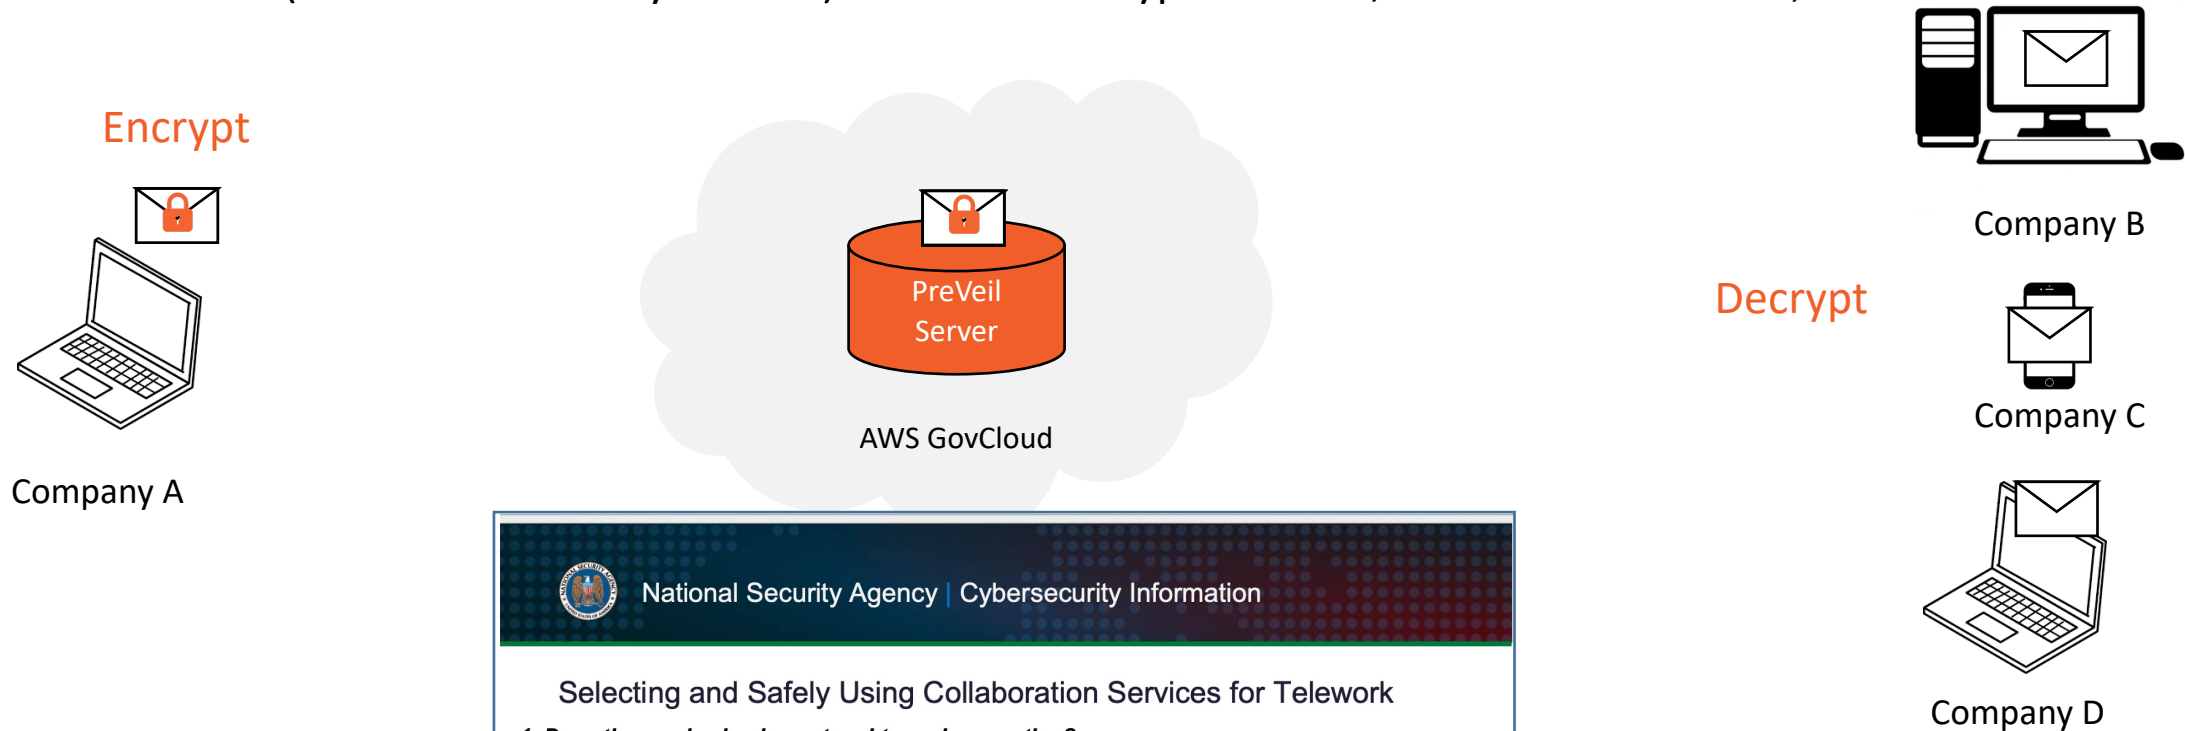 Encrypt
PreVeil
Server
AWS GovCloud
Company A
Company B
Decrypt
Company C
Company D
National Security Agency | Cybersecurity Information
Selecting and Safely Using Collaboration Services for Telework